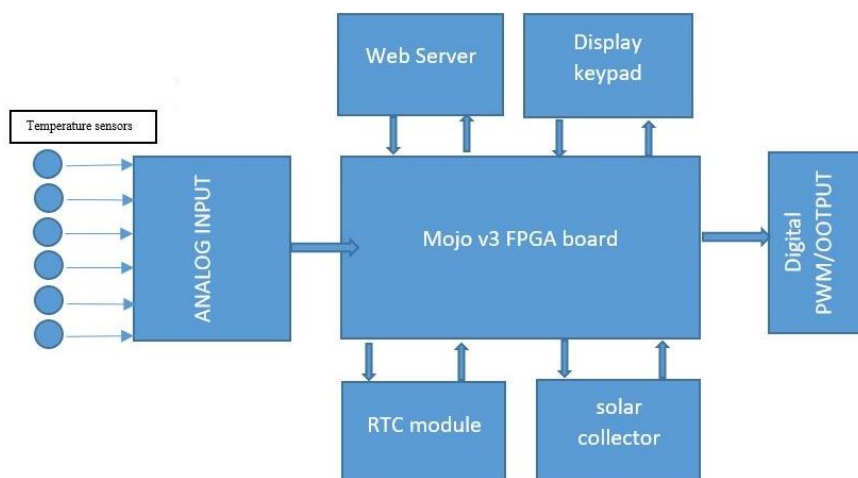 Web Server
Display
keypad
Temperature sensors
ANALOG INPUT
Mojo v3 FPGA board
Digital
PWM/OOTPUT
RTC module
solar
collector